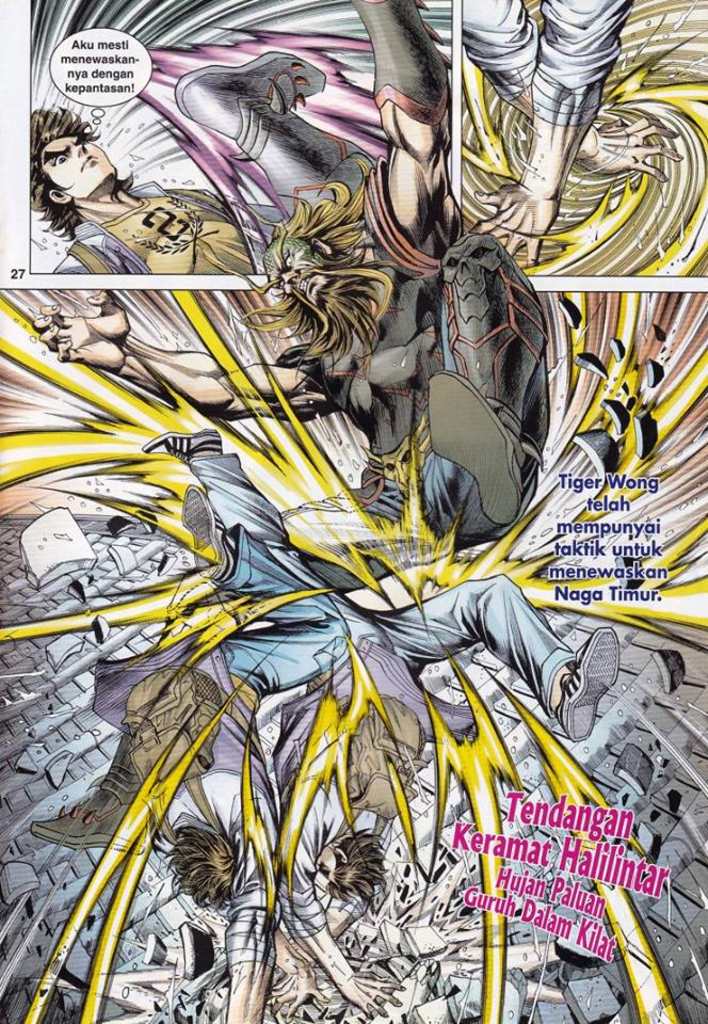 Aku mesti
menewaskan-
nya dengan
kepantasan!
27
Tiger Wong
telah
mempunyai
taktik untuk
menewaskan
Naga Timur.
Tendangan
Keramat Halilintar
Hujan Paluan
Guruh Dalam Kilat